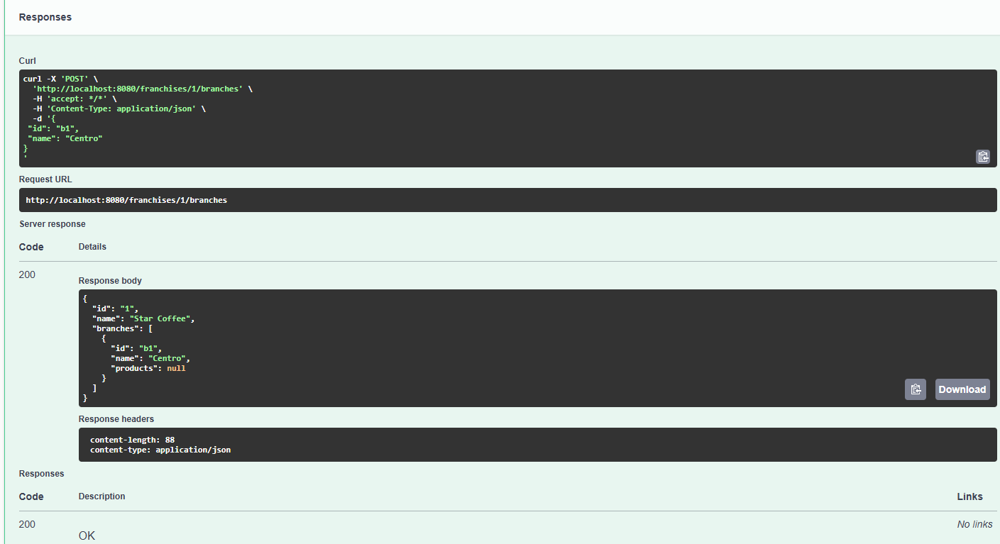 Responses
Curl
curl -X 'POST' \
  'http://localhost:8080/franchises/1/branches' \
  -H 'accept: */*' \
  -H 'Content-Type: application/json' \
  -d '{
 "id": "b1",
 "name": "Centro"
}
'
Request URL
http://localhost:8080/franchises/1/branches
Server response
Code Details
200
Response body
{
  "id": "1",
  "name": "Star Coffee",
  "branches": [
    {
      "id": "b1",
      "name": "Centro",
      "products": null
    }
  ]
}
Download
Response headers
content-length: 88
content-type: application/json
Responses
Code Description Links
200 No links
OK